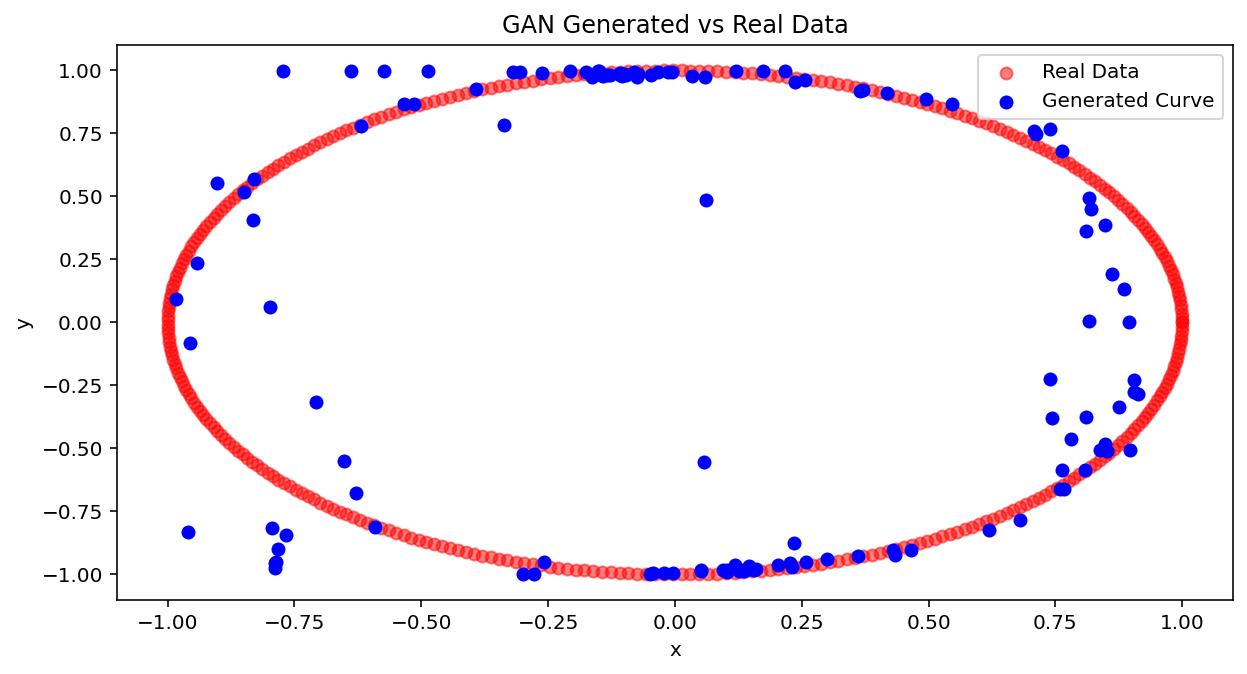 GAN Generated vs Real Data
Real Data
Generated Curve
1.00
0.75
0.50
0.25
0.00
−0.25
−0.50
−0.75
−1.00
y
−1.00 −0.75 −0.50 −0.25 0.00 0.25 0.50 0.75 1.00
x